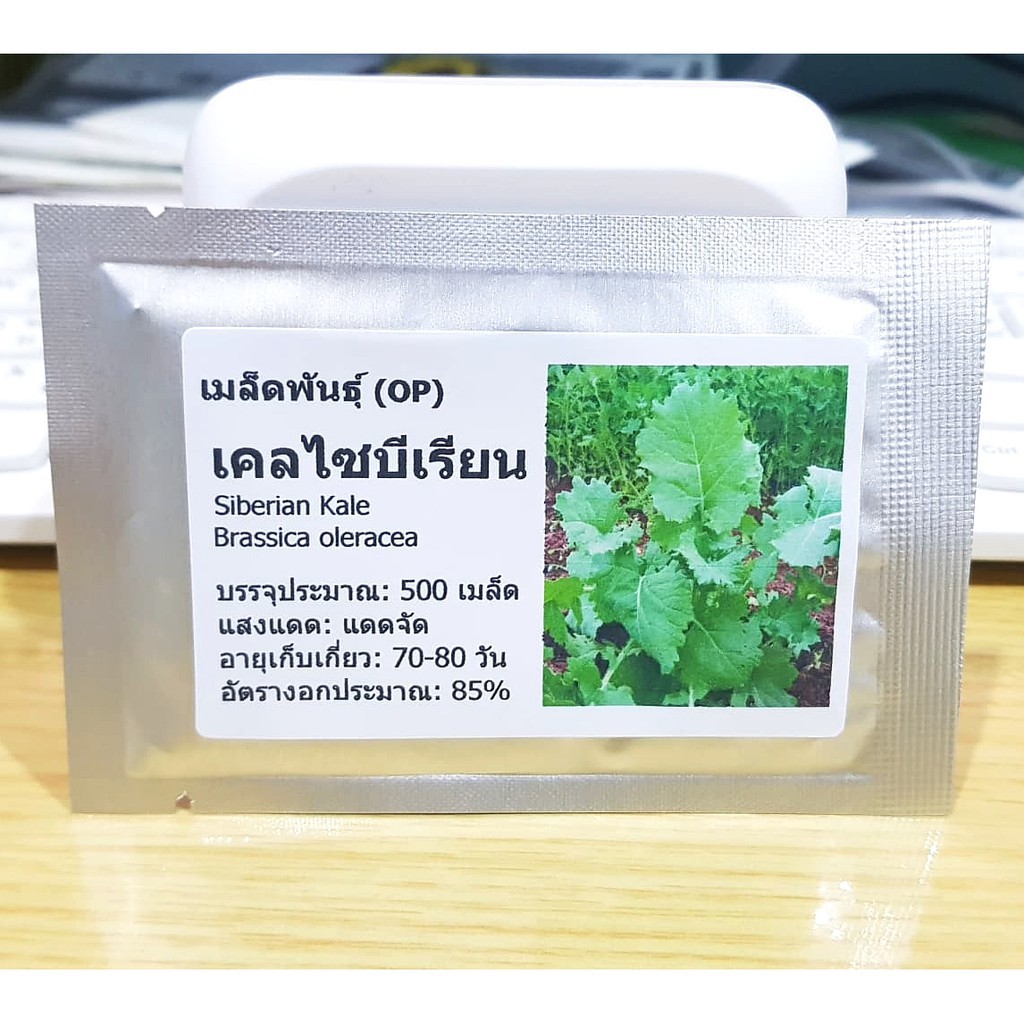 เมล็ดพันธุ์ (OP)
เคลไซบีเรียน
Siberian Kale
Brassica oleracea
บรรจุประมาณ: 500 เมล็ด
แสงแดด: แดดจัด
อายุเก็บเกี่ยว: 70-80 วัน
อัตรางอกประมาณ: 85%